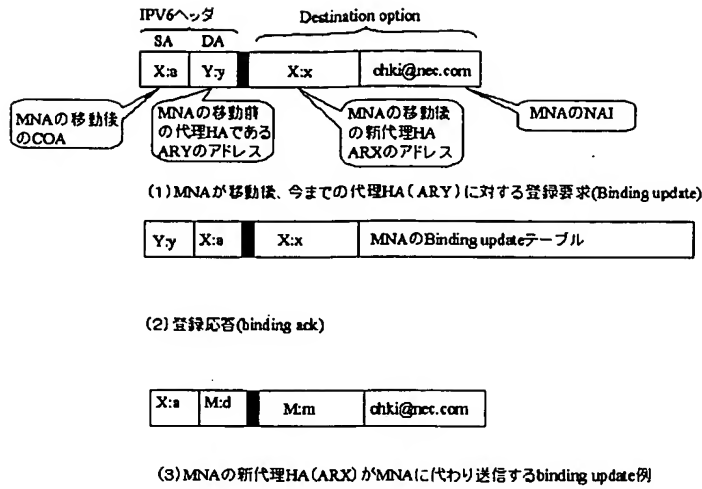 IPV6ヘッダ
Destination option
SA DA
X:a Y:y X:x ohki@nec.com
MNAの移動後
のCOA
MNAの移動前
の代理HAである
ARYのアドレス
MNAの移動後
の新代理HA
ARXのアドレス
MNAのNAI
(1)MNAが移動後、今までの代理HA(ARY)に対する登録要求(Binding update)
Y:y X:a X:x MNAのBinding updateテーブル
(2)登録応答(binding ack)
X:a M:d M:m ohki@nec.com
(3)MNAの新代理HA(ARX)がMNAに代わり送信するbinding update例